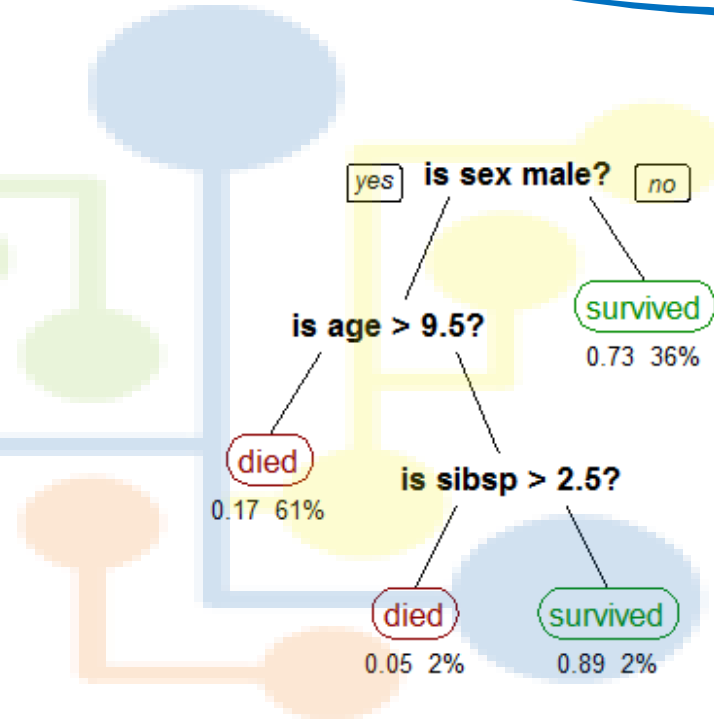 yes is sex male? no
survived
is age > 9.5?
0.73 36%
died
is sibsp > 2.5?
0.17 61%
died survived
0.05 2% 0.89 2%